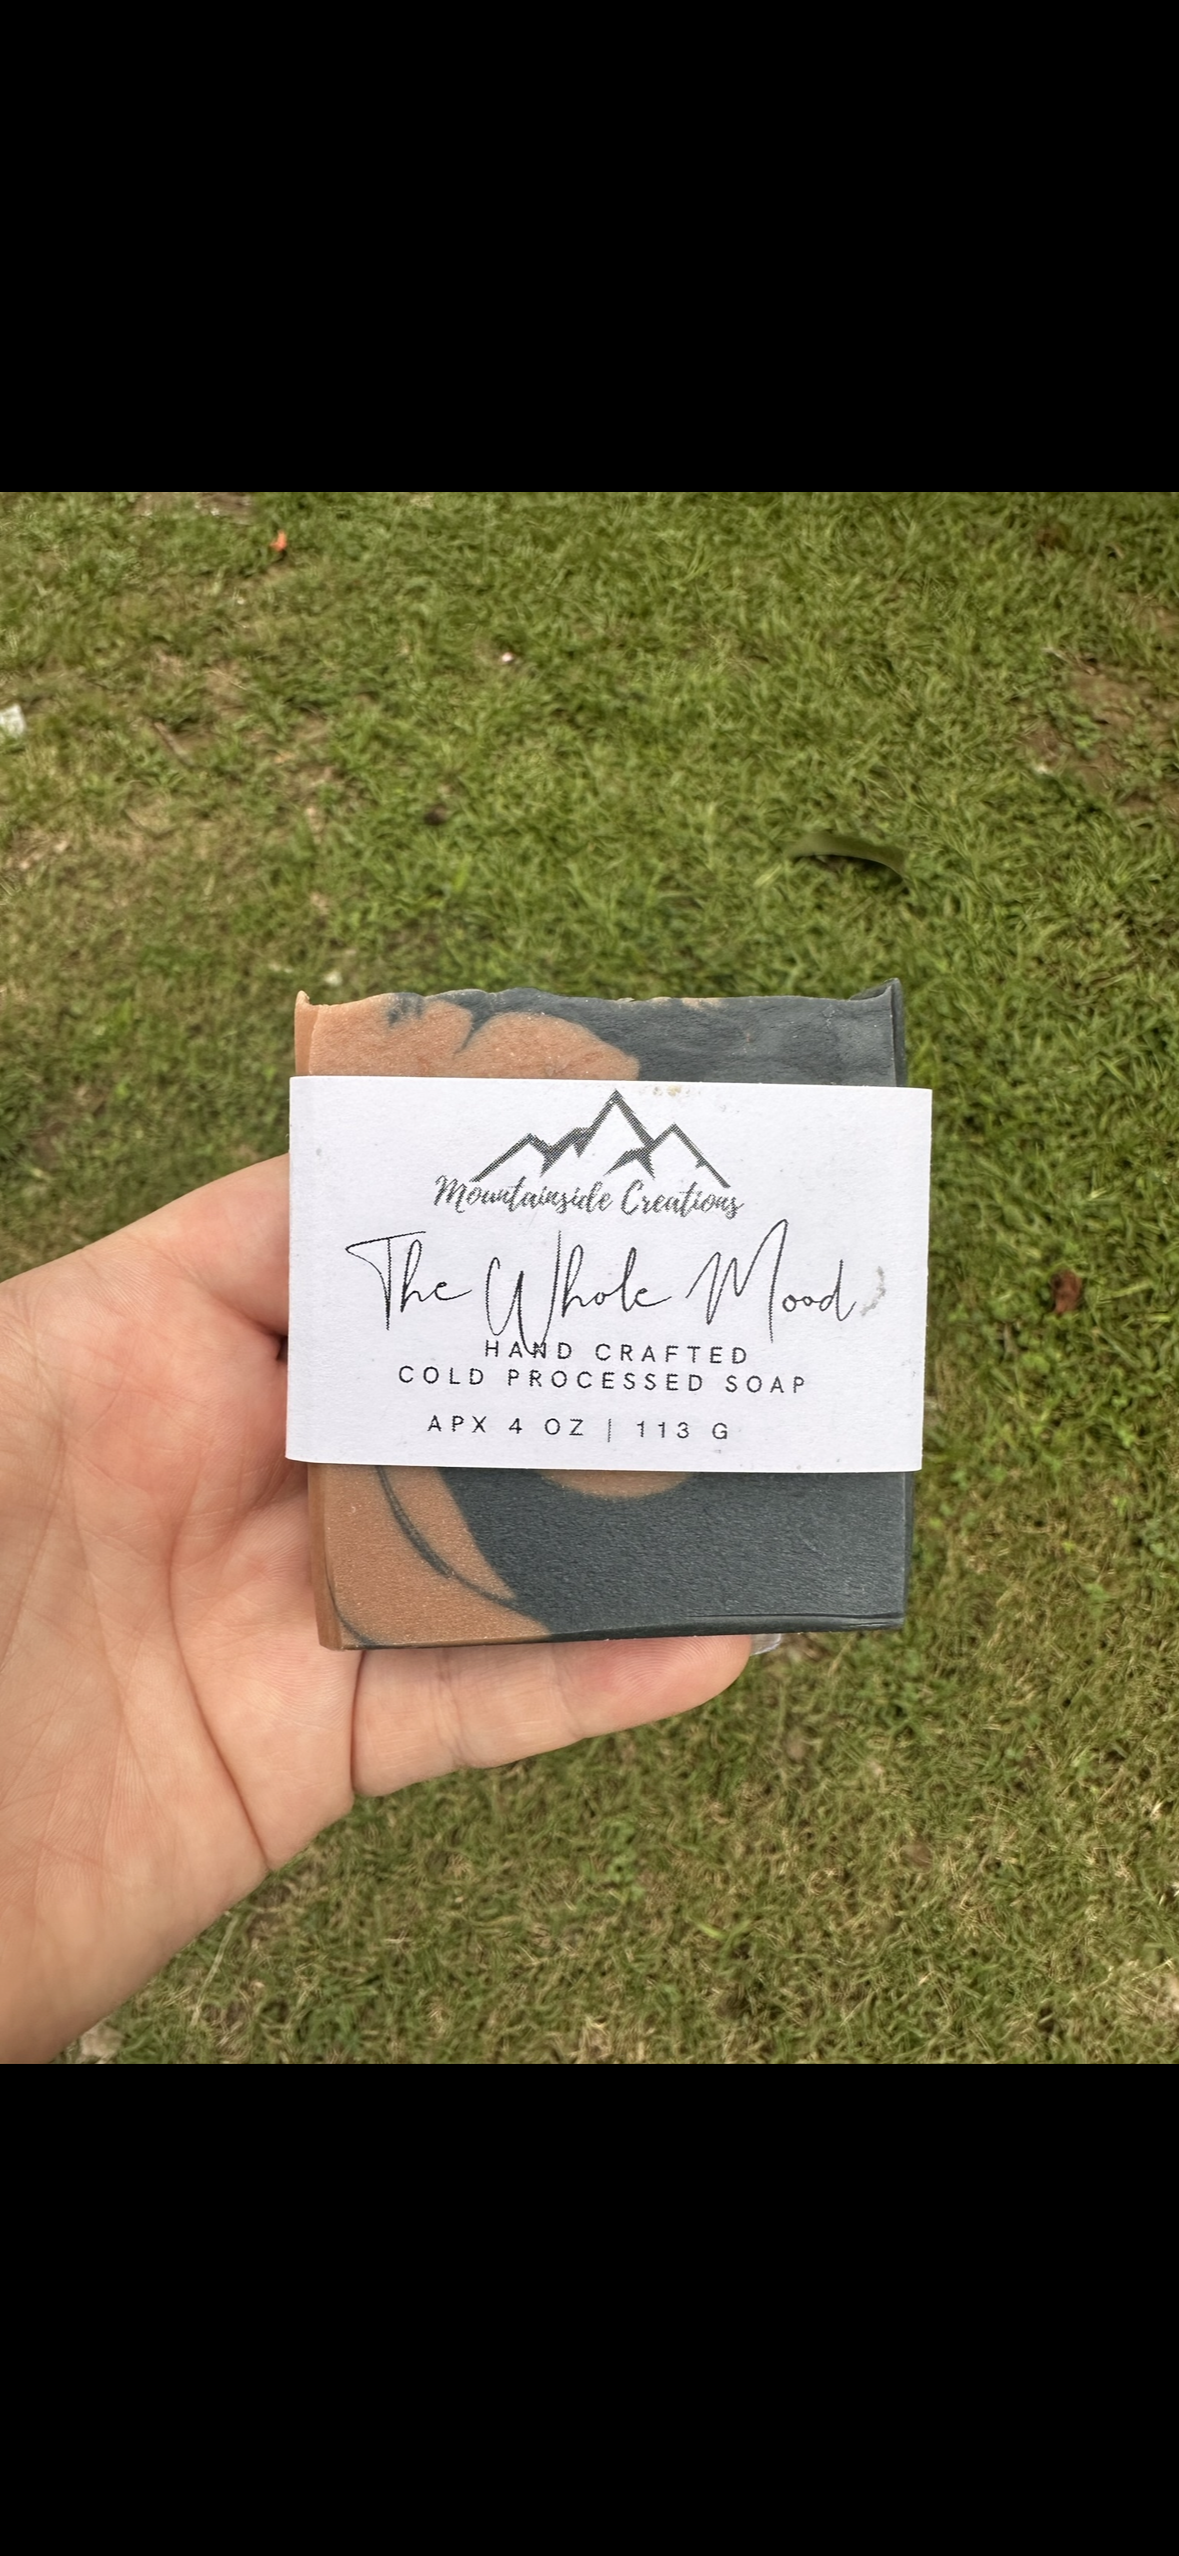 Mountainside Creations
The Whole Mood
HAND CRAFTED
COLD PROCESSED SOAP
APX 4 OZ | 113 G